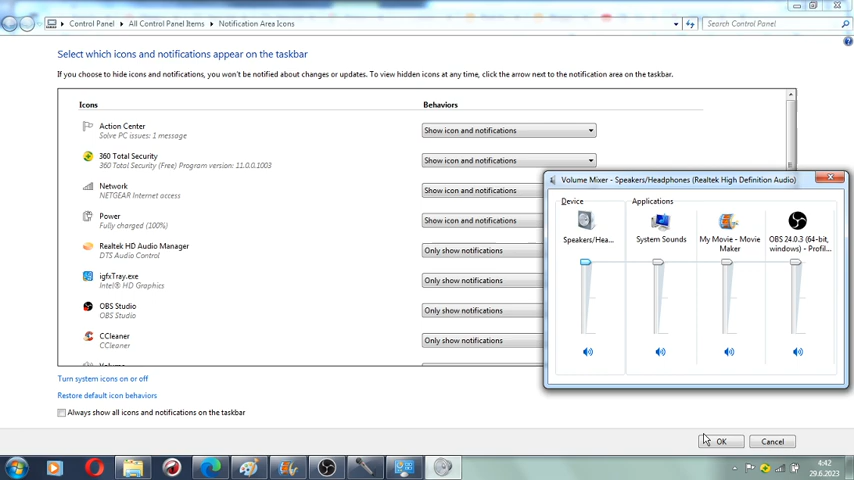 Control Panel
All Control Panel Items
Notification Area Icons
Search Control Panel
Select which icons and notifications appear on the taskbar
If you choose to hide icons and notifications, you won't be notified about changes or updates. To view hidden icons at any time, click the arrow next to the notification area on the taskbar.
Icons
Behaviors
Action Center
Solve PC issues: 1 message
Show icon and notifications
360 Total Security
360 Total Security (Free) Program version: 11.0.0.1003
Show icon and notifications
Network
NETGEAR Internet access
Show icon and notifications
Power
Fully charged (100%)
Show icon and notifications
Realtek HD Audio Manager
DTS Audio Control
Only show notifications
igfxTray.exe
Intel® HD Graphics
Only show notifications
OBS Studio
OBS Studio
Only show notifications
CCleaner
CCleaner
Only show notifications
Turn system icons on or off
Restore default icon behaviors
Always show all icons and notifications on the taskbar
OK
Cancel
Volume Mixer - Speakers/Headphones (Realtek High Definition Audio)
Device
Applications
Speakers/Hea...
System Sounds
My Movie - Movie
Maker
OBS 24.0.3 (64-bit,
windows) - Profil...
4:42
29.6.2023